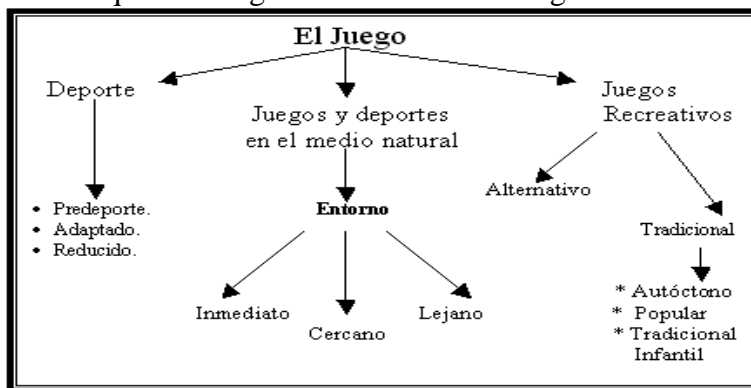 El Juego
Deporte
Juegos y deportes
en el medio natural
Juegos
Recreativos
Alternativo
• Predeporte.
• Adaptado.
• Reducido.
Entorno
Tradicional
Inmediato
Cercano
Lejano
* Autóctono
* Popular
* Tradicional
Infantil